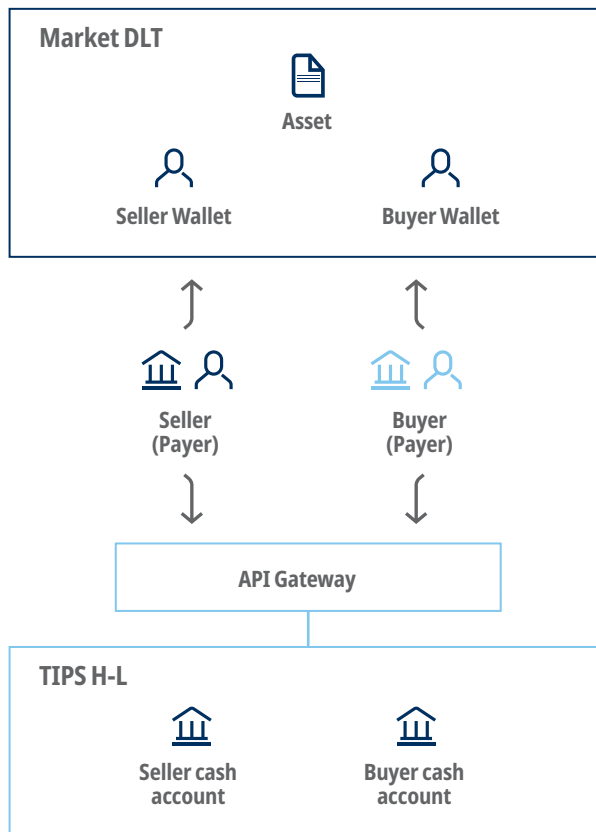 Market DLT
Asset
Seller Wallet
Buyer Wallet
Seller
(Payer)
Buyer
(Payer)
API Gateway
TIPS H-L
Seller cash
account
Buyer cash
account